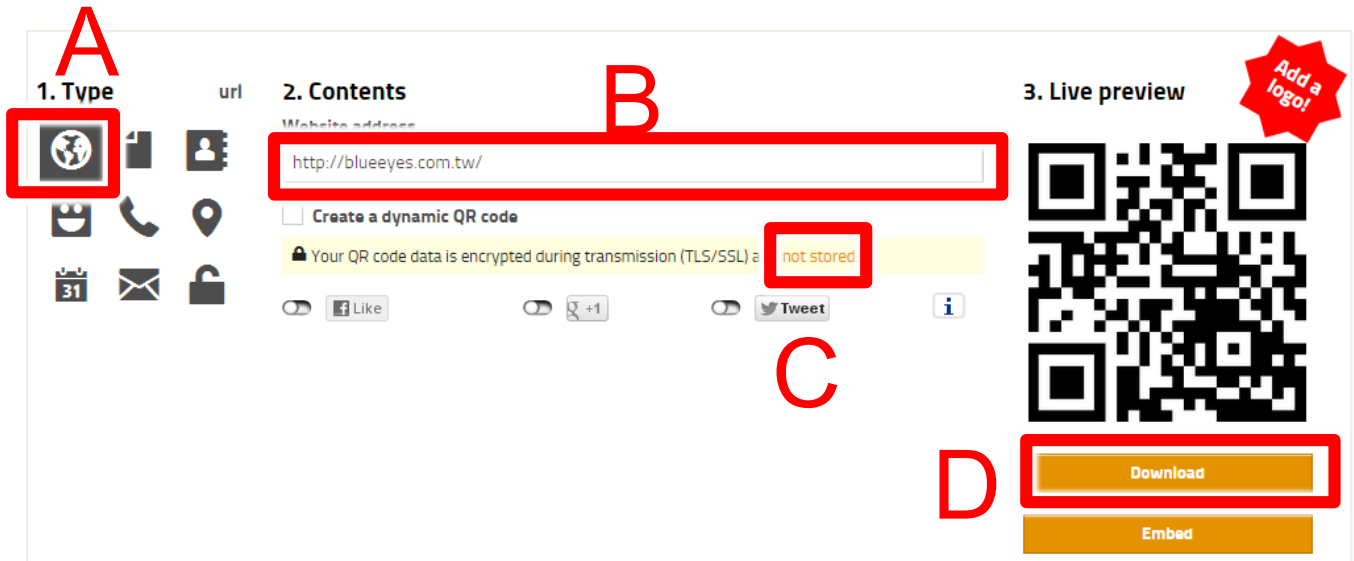 A
1. Type
url
2. Contents
B
3. Live preview
Add a
logo!
Website address
http://blueeyes.com.tw/
Create a dynamic QR code
Your QR code data is encrypted during transmission (TLS/SSL) a
not stored.
31
Like
g +1
Tweet
i
C
D
Download
Embed